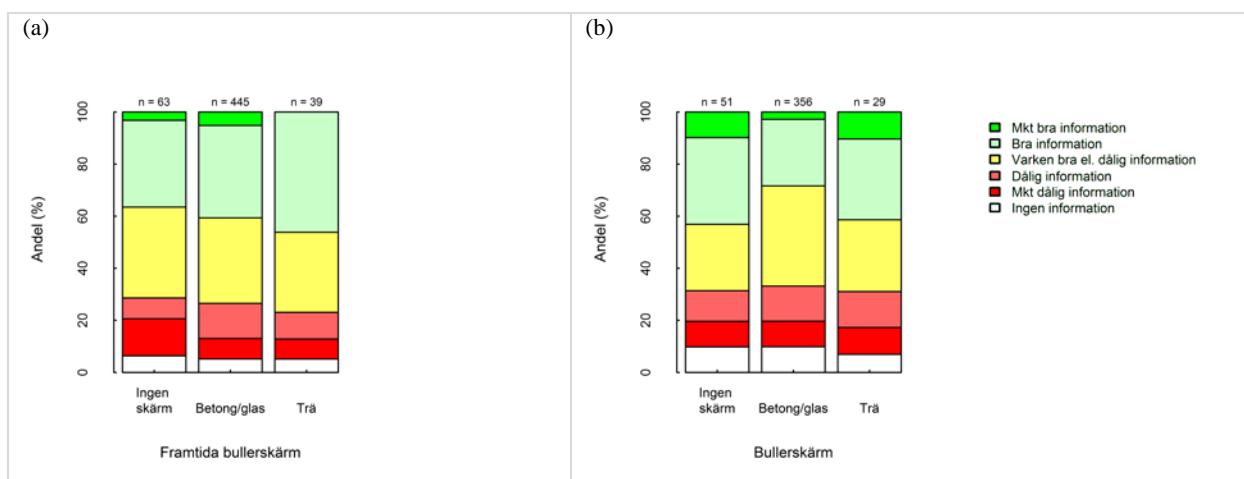 (a)
n = 63 n = 445 n = 39
100
80
60
40
20
0
Andel (%)
Ingen
skärm Betong/glas Trä
Framtida bullerskärm
(b)
n = 51 n = 356 n = 29
100
80
60
40
20
0
Andel (%)
Ingen
skärm Betong/glas Trä
Bullerskärm
Mkt bra information
Bra information
Varken bra el. dålig information
Dålig information
Mkt dålig information
Ingen information